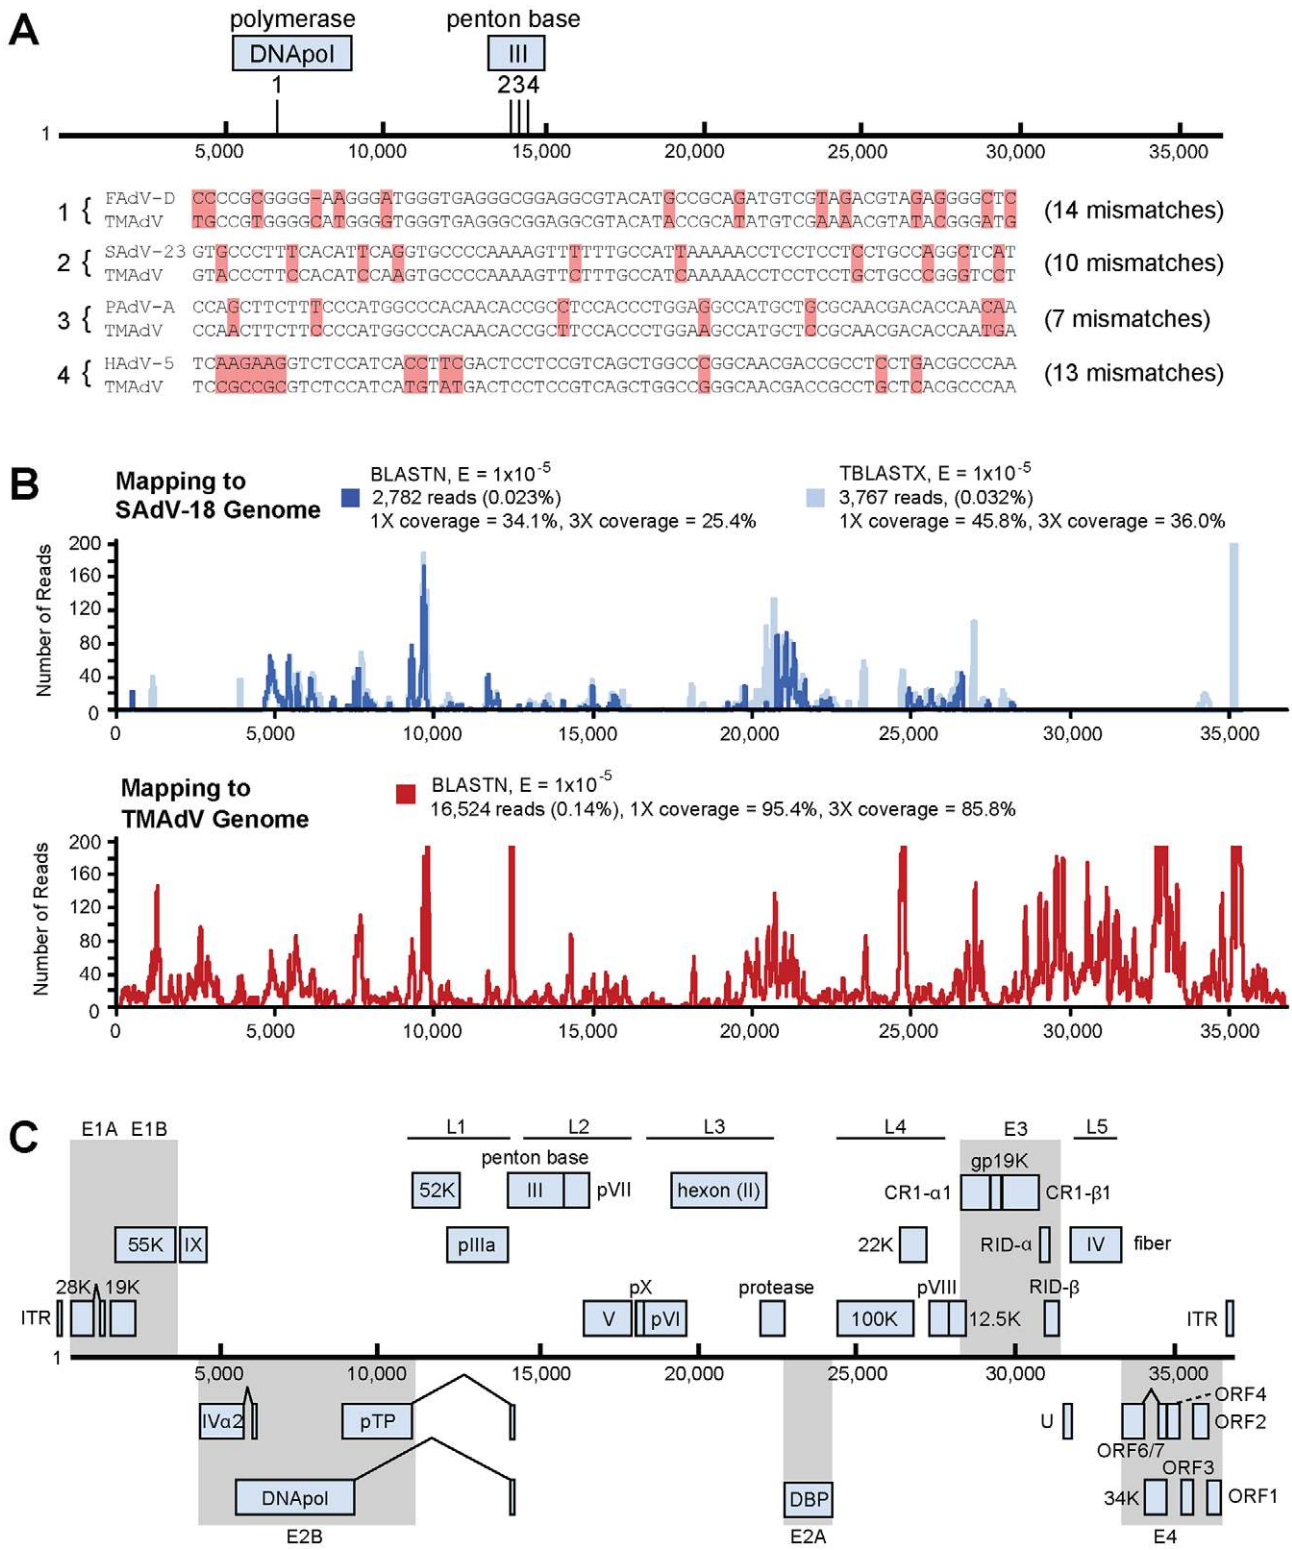 A
polymerase
penton base
DNApol
III
1
2 3 4
1
5,000 10,000 15,000 20,000 25,000 30,000 35,000
1 { FAdV-D CCCCGCGGGG-AAGGGATGGGTGAGGGCGGAGGCGTACATGCCGCAGATGTCGTAGACGTAGAGGGGCTC (14 mismatches)
TMAdV TGCCGTGGGGCATGGGGTGGGTGAGGGCGGAGGCGTACATACCGCATATGTCGAAAACGTATACGGGATG
2 { SAdV-23 GTGCCCTTTCACATTCAGGTGCCCCAAAAGTTTTTTGCCATTAAAAACCTCCTCCTCCTGCCAGGCTCAT (10 mismatches)
TMAdV GTACCCTTCCACATCCAAGTGCCCCAAAAGTTCTTTGCCATCAAAAACCTCCTCCTGCTGCCCGGGTCCT
3 { PAdV-A CCAGCTTCTTTCCCATGGCCCACAACACCGCCTCCACCCTGGAGGCCATGCTGCGCAACGACACCAACAA (7 mismatches)
TMAdV CCAACTTCTTCCCCATGGCCCACAACACCGCTTCCACCCTGGAAGCCATGCTCCGCAACGACACCAATGA
4 { HAdV-5 TCAAGAAGGTCTCCATCACCTTCGACTCCTCCGTCAGCTGGCCCGGCAACGACCGCCTCCTGACGCCCAA (13 mismatches)
TMAdV TCCGCCGCGTCTCCATCATGTATGACTCCTCCGTCAGCTGGCCGGGCAACGACCGCCTGCTCACGCCCAA
B
Mapping to
SAdV-18 Genome
BLASTN, E = 1x10-5
2,782 reads (0.023%)
1X coverage = 34.1%, 3X coverage = 25.4%
TBLASTX, E = 1x10-5
3,767 reads, (0.032%)
1X coverage = 45.8%, 3X coverage = 36.0%
Number of Reads
200
160
120
80
40
0
0 5,000 10,000 15,000 20,000 25,000 30,000 35,000
Mapping to
TMAdV Genome
BLASTN, E = 1x10-5
16,524 reads (0.14%), 1X coverage = 95.4%, 3X coverage = 85.8%
Number of Reads
200
160
120
80
40
0
0 5,000 10,000 15,000 20,000 25,000 30,000 35,000
C
E1A E1B L1 L2 L3 L4 E3 L5
penton base gp19K
52K III pVII hexon (II) CR1-α1 CR1-β1
55K IX pIIIa 22K RID-α IV fiber
28K 19K pX protease pVIII RID-β
ITR V pVI 100K 12.5K ITR
1
5,000 10,000 15,000 20,000 25,000 30,000 35,000
ORF4
IVα2 pTP U ORF2
ORF6/7
ORF3
DNApol DBP 34K ORF1
E2B E2A E4